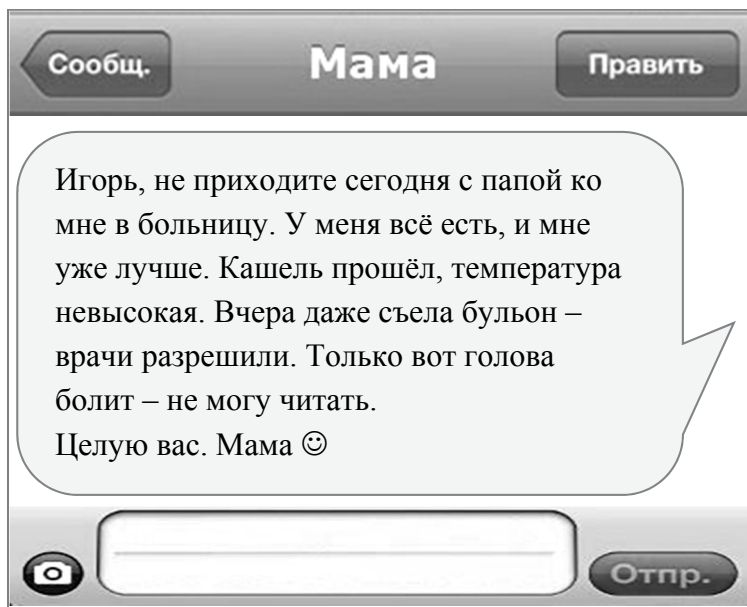 Сообщ. Мама Править
Игорь, не приходите сегодня с папой ко
мне в больницу. У меня всё есть, и мне
уже лучше. Кашель прошёл, температура
невысокая. Вчера даже съела бульон –
врачи разрешили. Только вот голова
болит – не могу читать.
Целую вас. Мама ☺
Отпр.